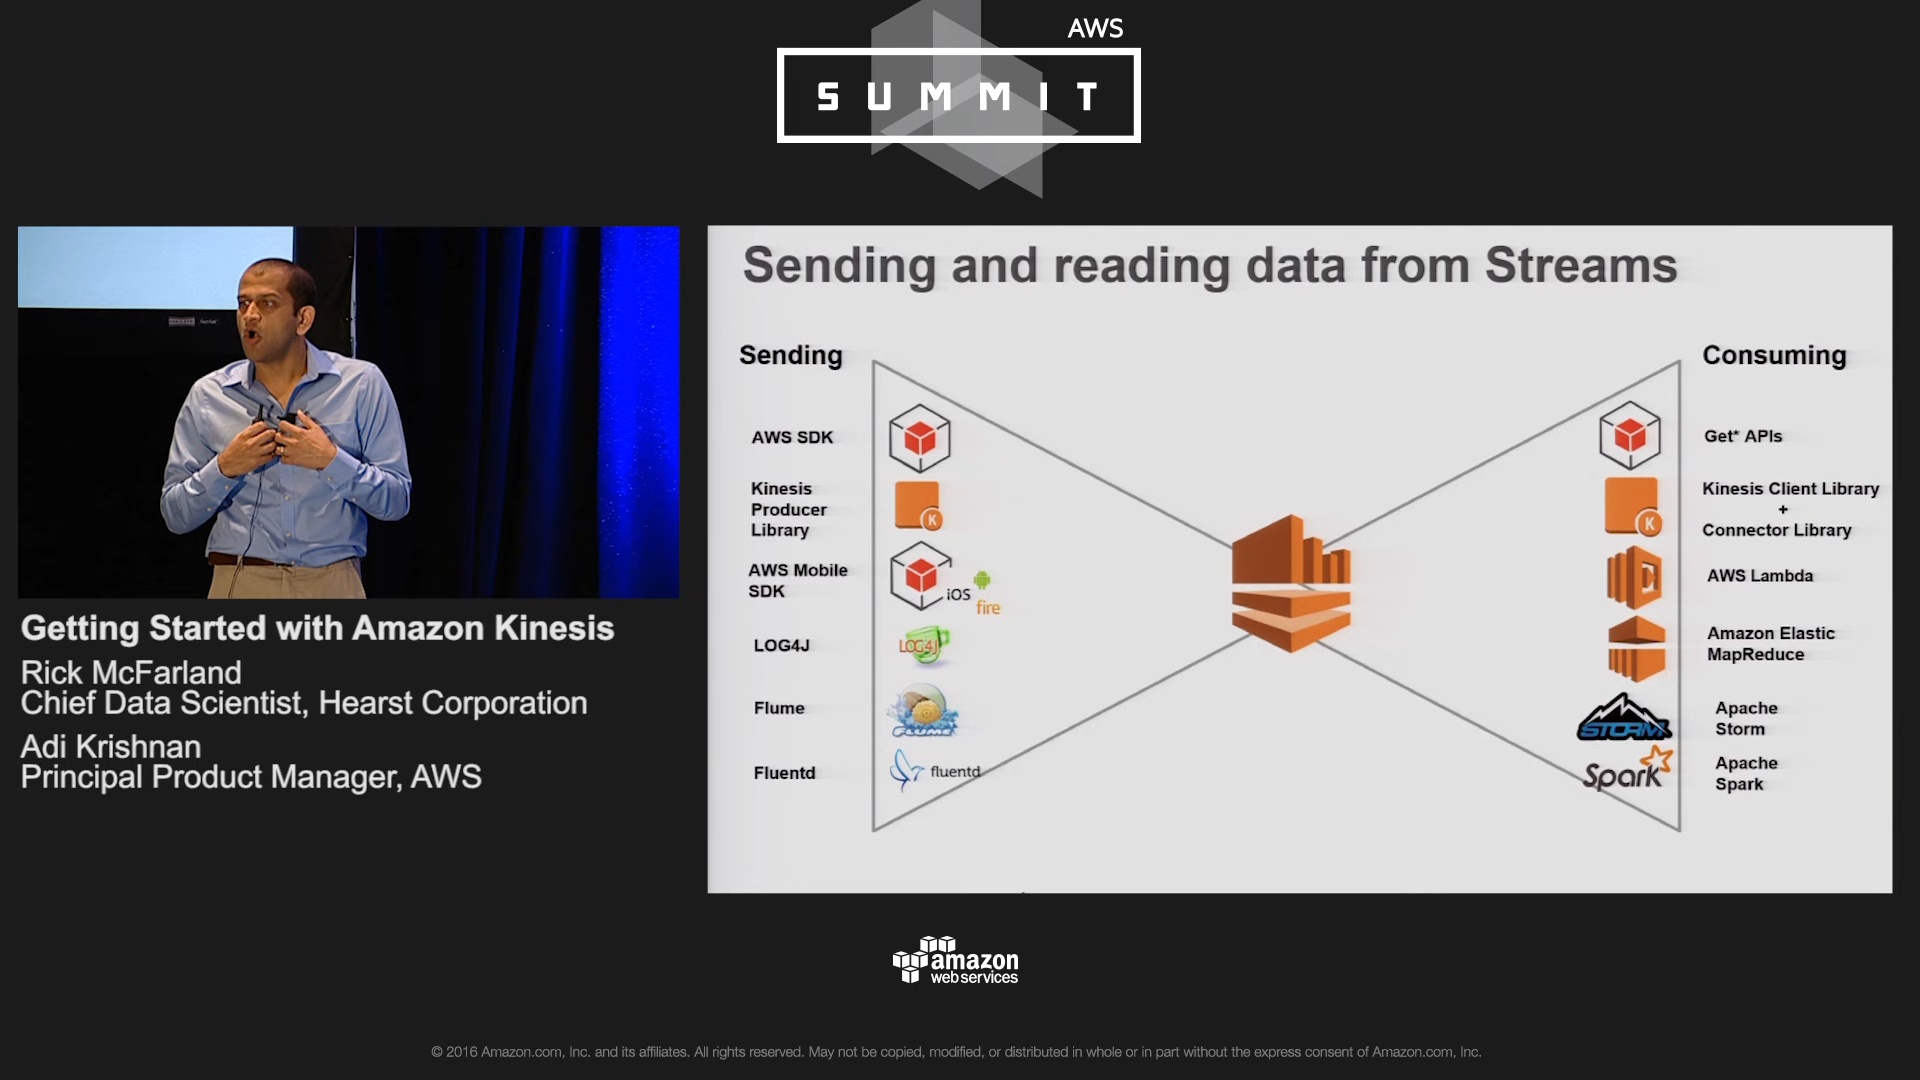 AWS
SUMMIT
Sending and reading data from Streams
Sending
Consuming
AWS SDK
Get* APIs
Kinesis
Producer
Library
K
Kinesis Client Library
+
Connector Library
K
AWS Mobile
SDK
iOS
fire
AWS Lambda
LOG4J
LOG4J
Amazon Elastic
MapReduce
Flume
FLUME
STORM
Apache
Storm
Fluentd
fluentd
Spark
Apache
Spark
Getting Started with Amazon Kinesis
Rick McFarland
Chief Data Scientist, Hearst Corporation
Adi Krishnan
Principal Product Manager, AWS
amazon
webservices
© 2016 Amazon.com, Inc. and its affiliates. All rights reserved. May not be copied, modified, or distributed in whole or in part without the express consent of Amazon.com, Inc.